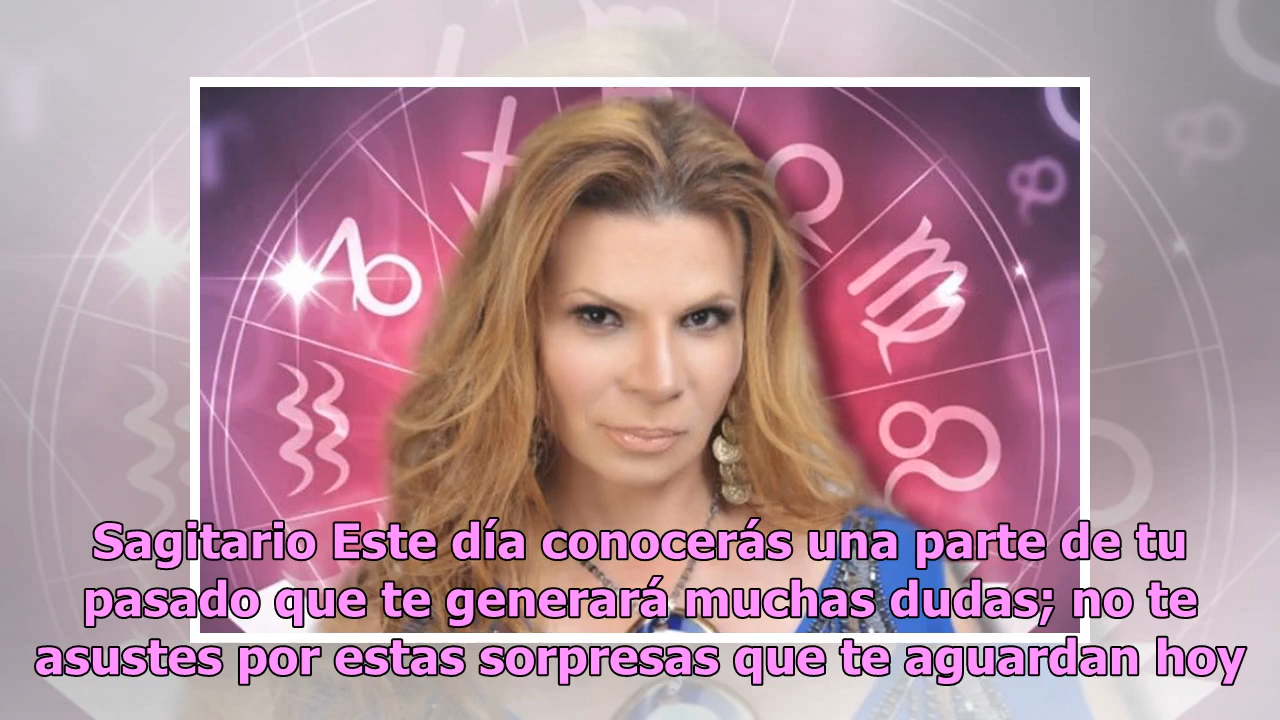 Sagitario Este día conocerás una parte de tu
pasado que te generará muchas dudas; no te
asustes por estas sorpresas que te aguardan hoy